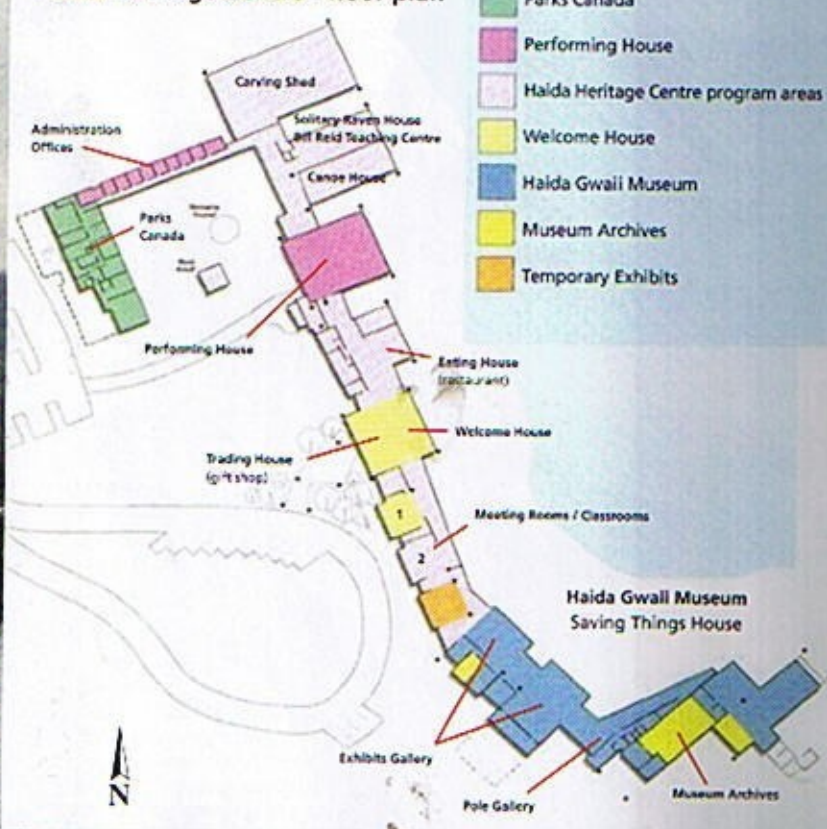 Parks Canada
Performing House
Haida Heritage Centre program areas
Welcome House
Haida Gwaii Museum
Museum Archives
Temporary Exhibits
Carving Shed
Solitary Raven House
Bill Reid Teaching Centre
Canoe House
Administration
Offices
Parks
Canada
Performing House
Eating House
(restaurant)
Welcome House
Trading House
(gift shop)
1
Meeting Rooms / Classrooms
2
Haida Gwaii Museum
Saving Things House
Exhibits Gallery
Pole Gallery
Museum Archives
N